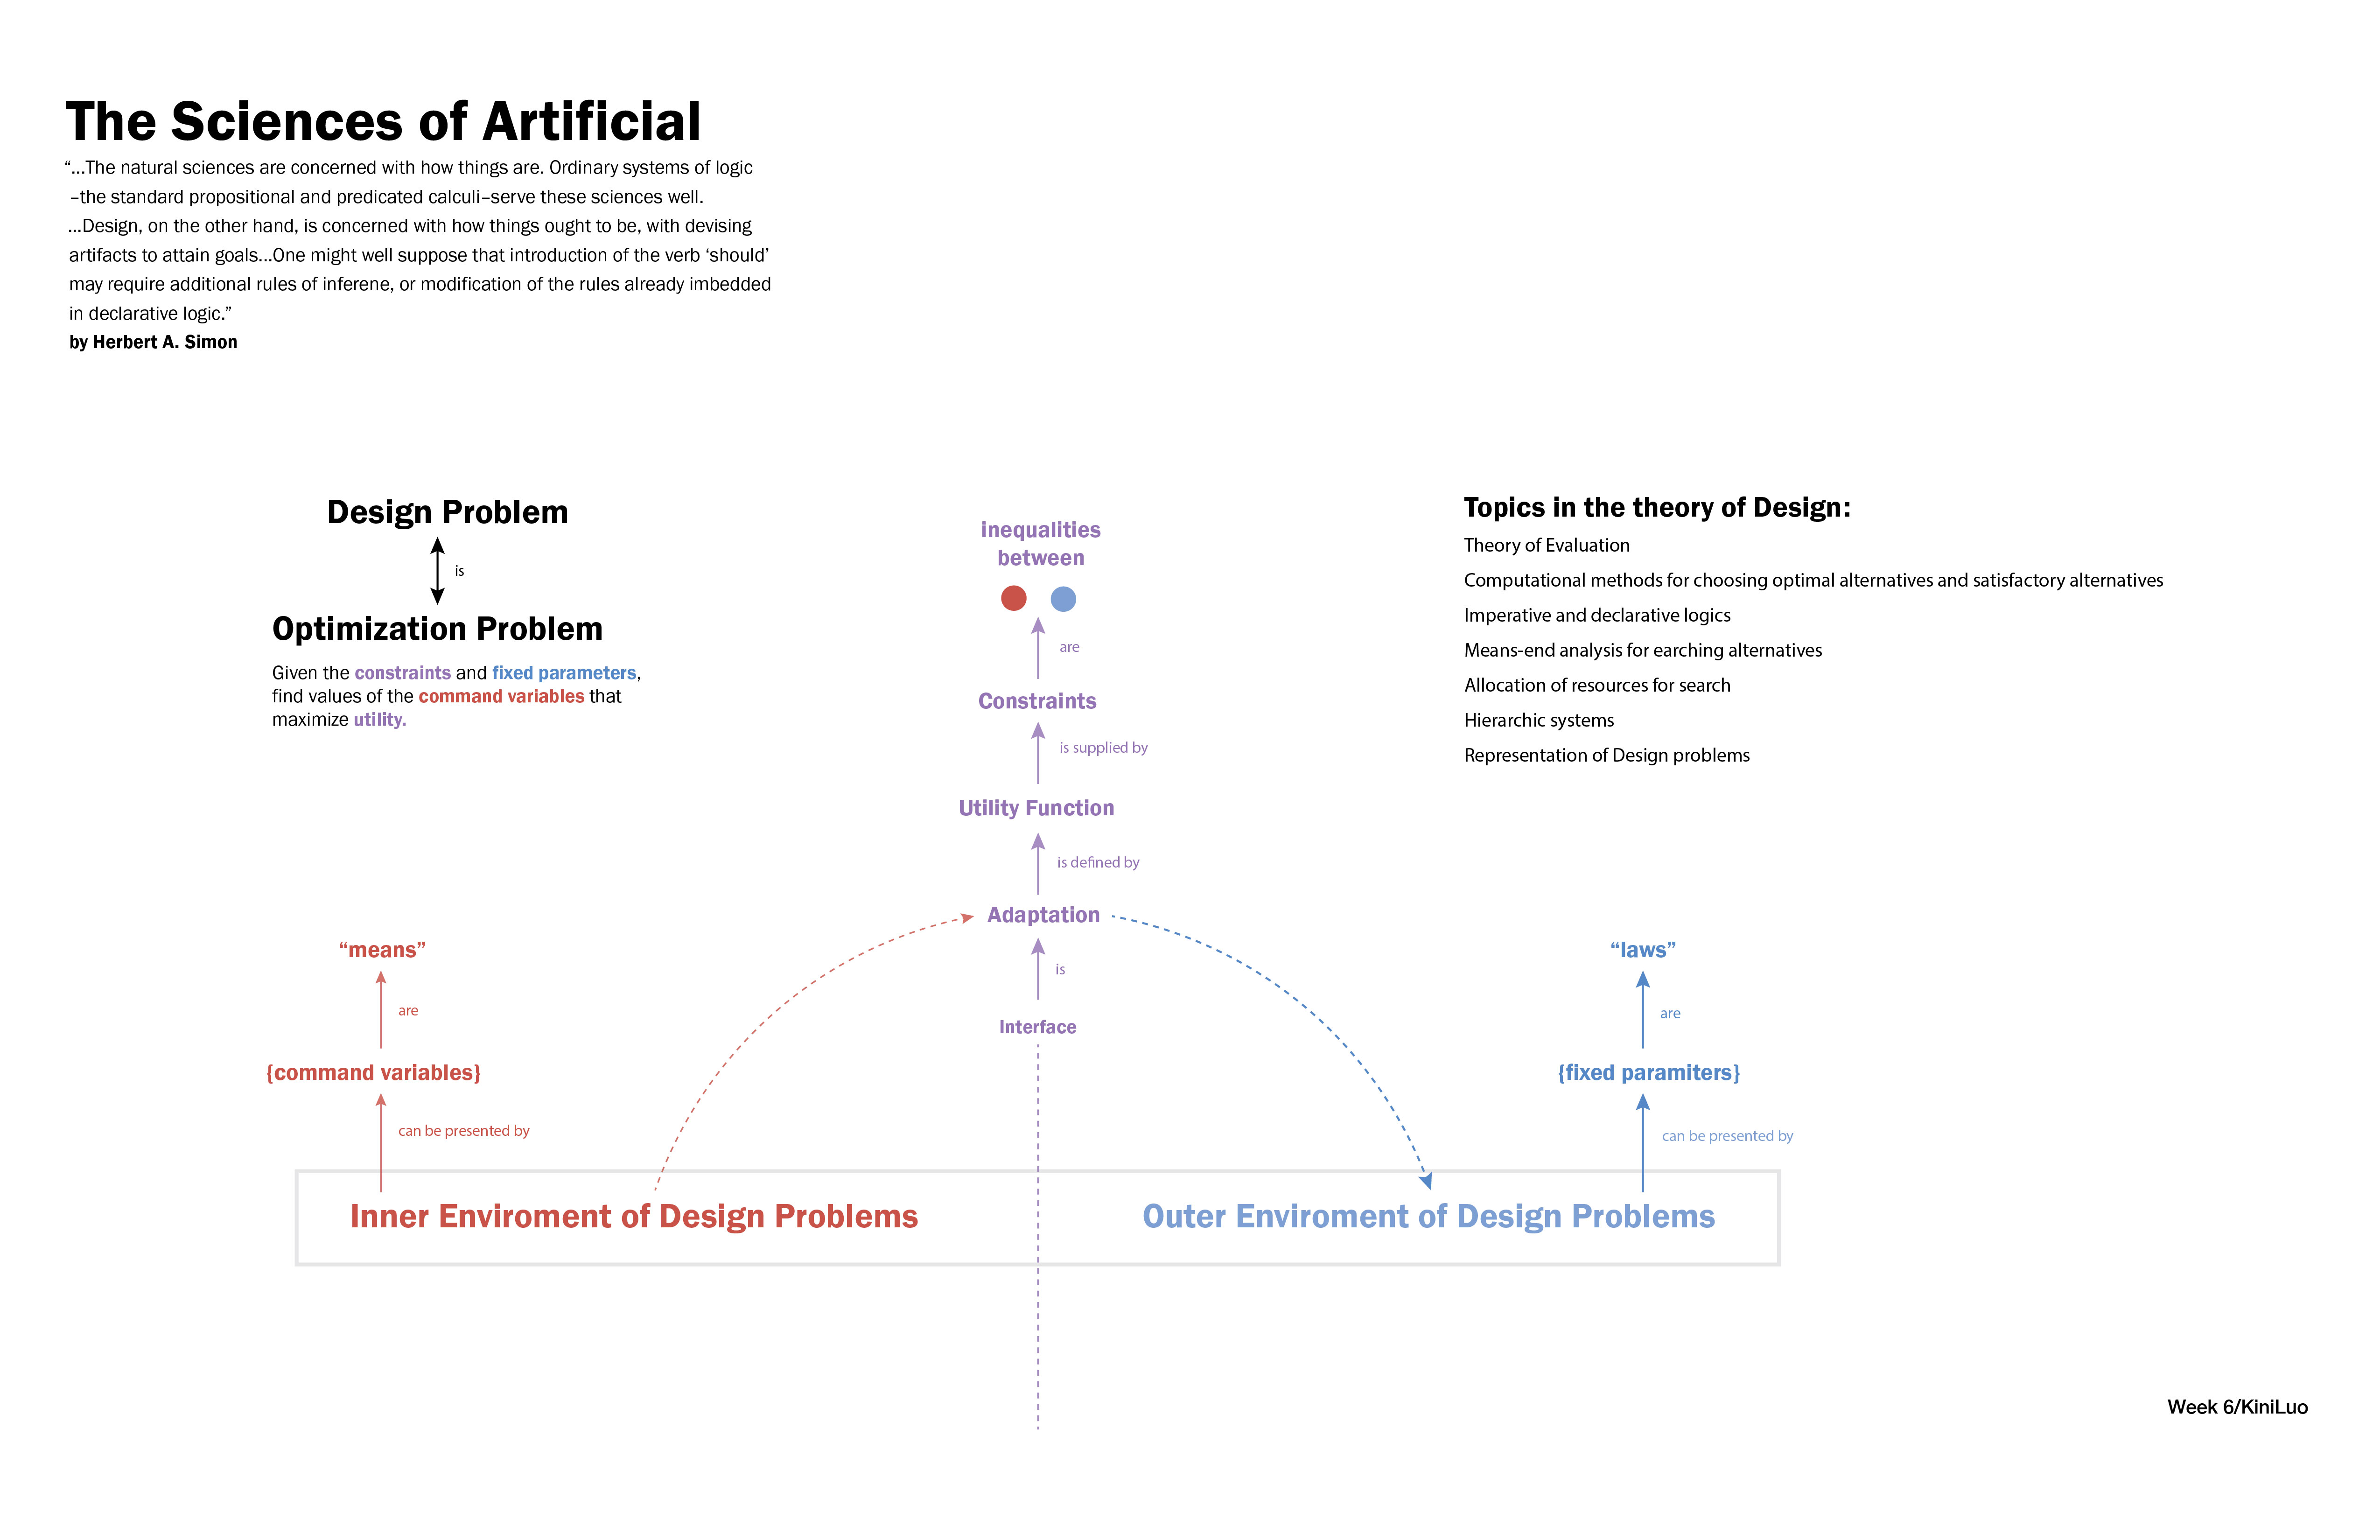 The Sciences of Artificial
“...The natural sciences are concerned with how things are. Ordinary systems of logic
–the standard propositional and predicated calculi–serve these sciences well.
...Design, on the other hand, is concerned with how things ought to be, with devising
artifacts to attain goals...One might well suppose that introduction of the verb ‘should’
may require additional rules of inferene, or modification of the rules already imbedded
in declarative logic.”
by Herbert A. Simon
Design Problem
is
Optimization Problem
Given the constraints and fixed parameters,
find values of the command variables that
maximize utility.
inequalities
between
are
Constraints
is supplied by
Utility Function
is defined by
Adaptation
is
Interface
Topics in the theory of Design:
Theory of Evaluation
Computational methods for choosing optimal alternatives and satisfactory alternatives
Imperative and declarative logics
Means-end analysis for earching alternatives
Allocation of resources for search
Hierarchic systems
Representation of Design problems
“means”
are
{command variables}
can be presented by
Inner Enviroment of Design Problems
“laws”
are
{fixed paramiters}
can be presented by
Outer Enviroment of Design Problems
Week 6/KiniLuo